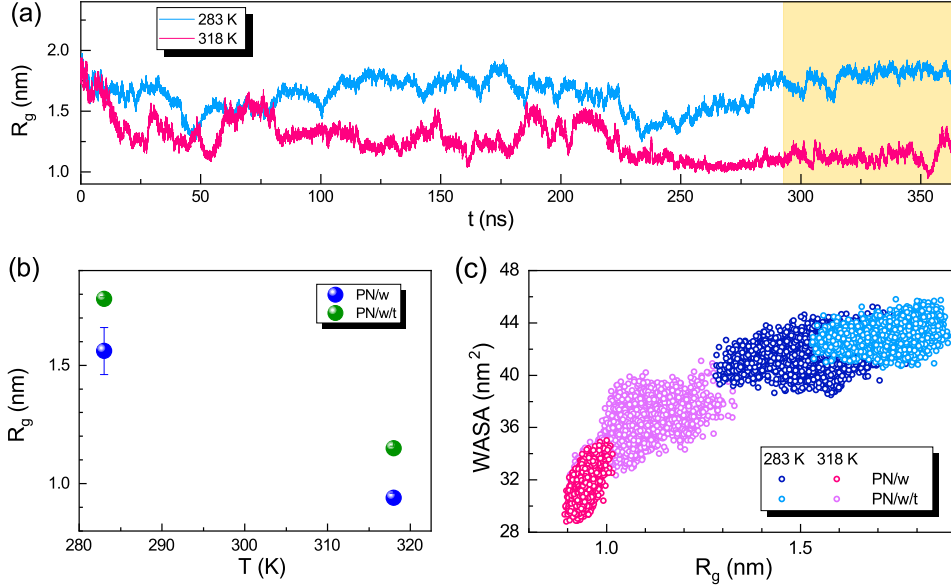 (a)
283 K
318 K
2.0
1.5
1.0
R_g (nm)
0 50 100 150 200 250 300 350
t (ns)
(b)
PN/w
PN/w/t
1.5
1.0
R_g (nm)
280 290 300 310 320
T (K)
(c)
48
44
40
36
32
28
WASA (nm²)
283 K 318 K
PN/w
PN/w/t
1.0 1.5
R_g (nm)